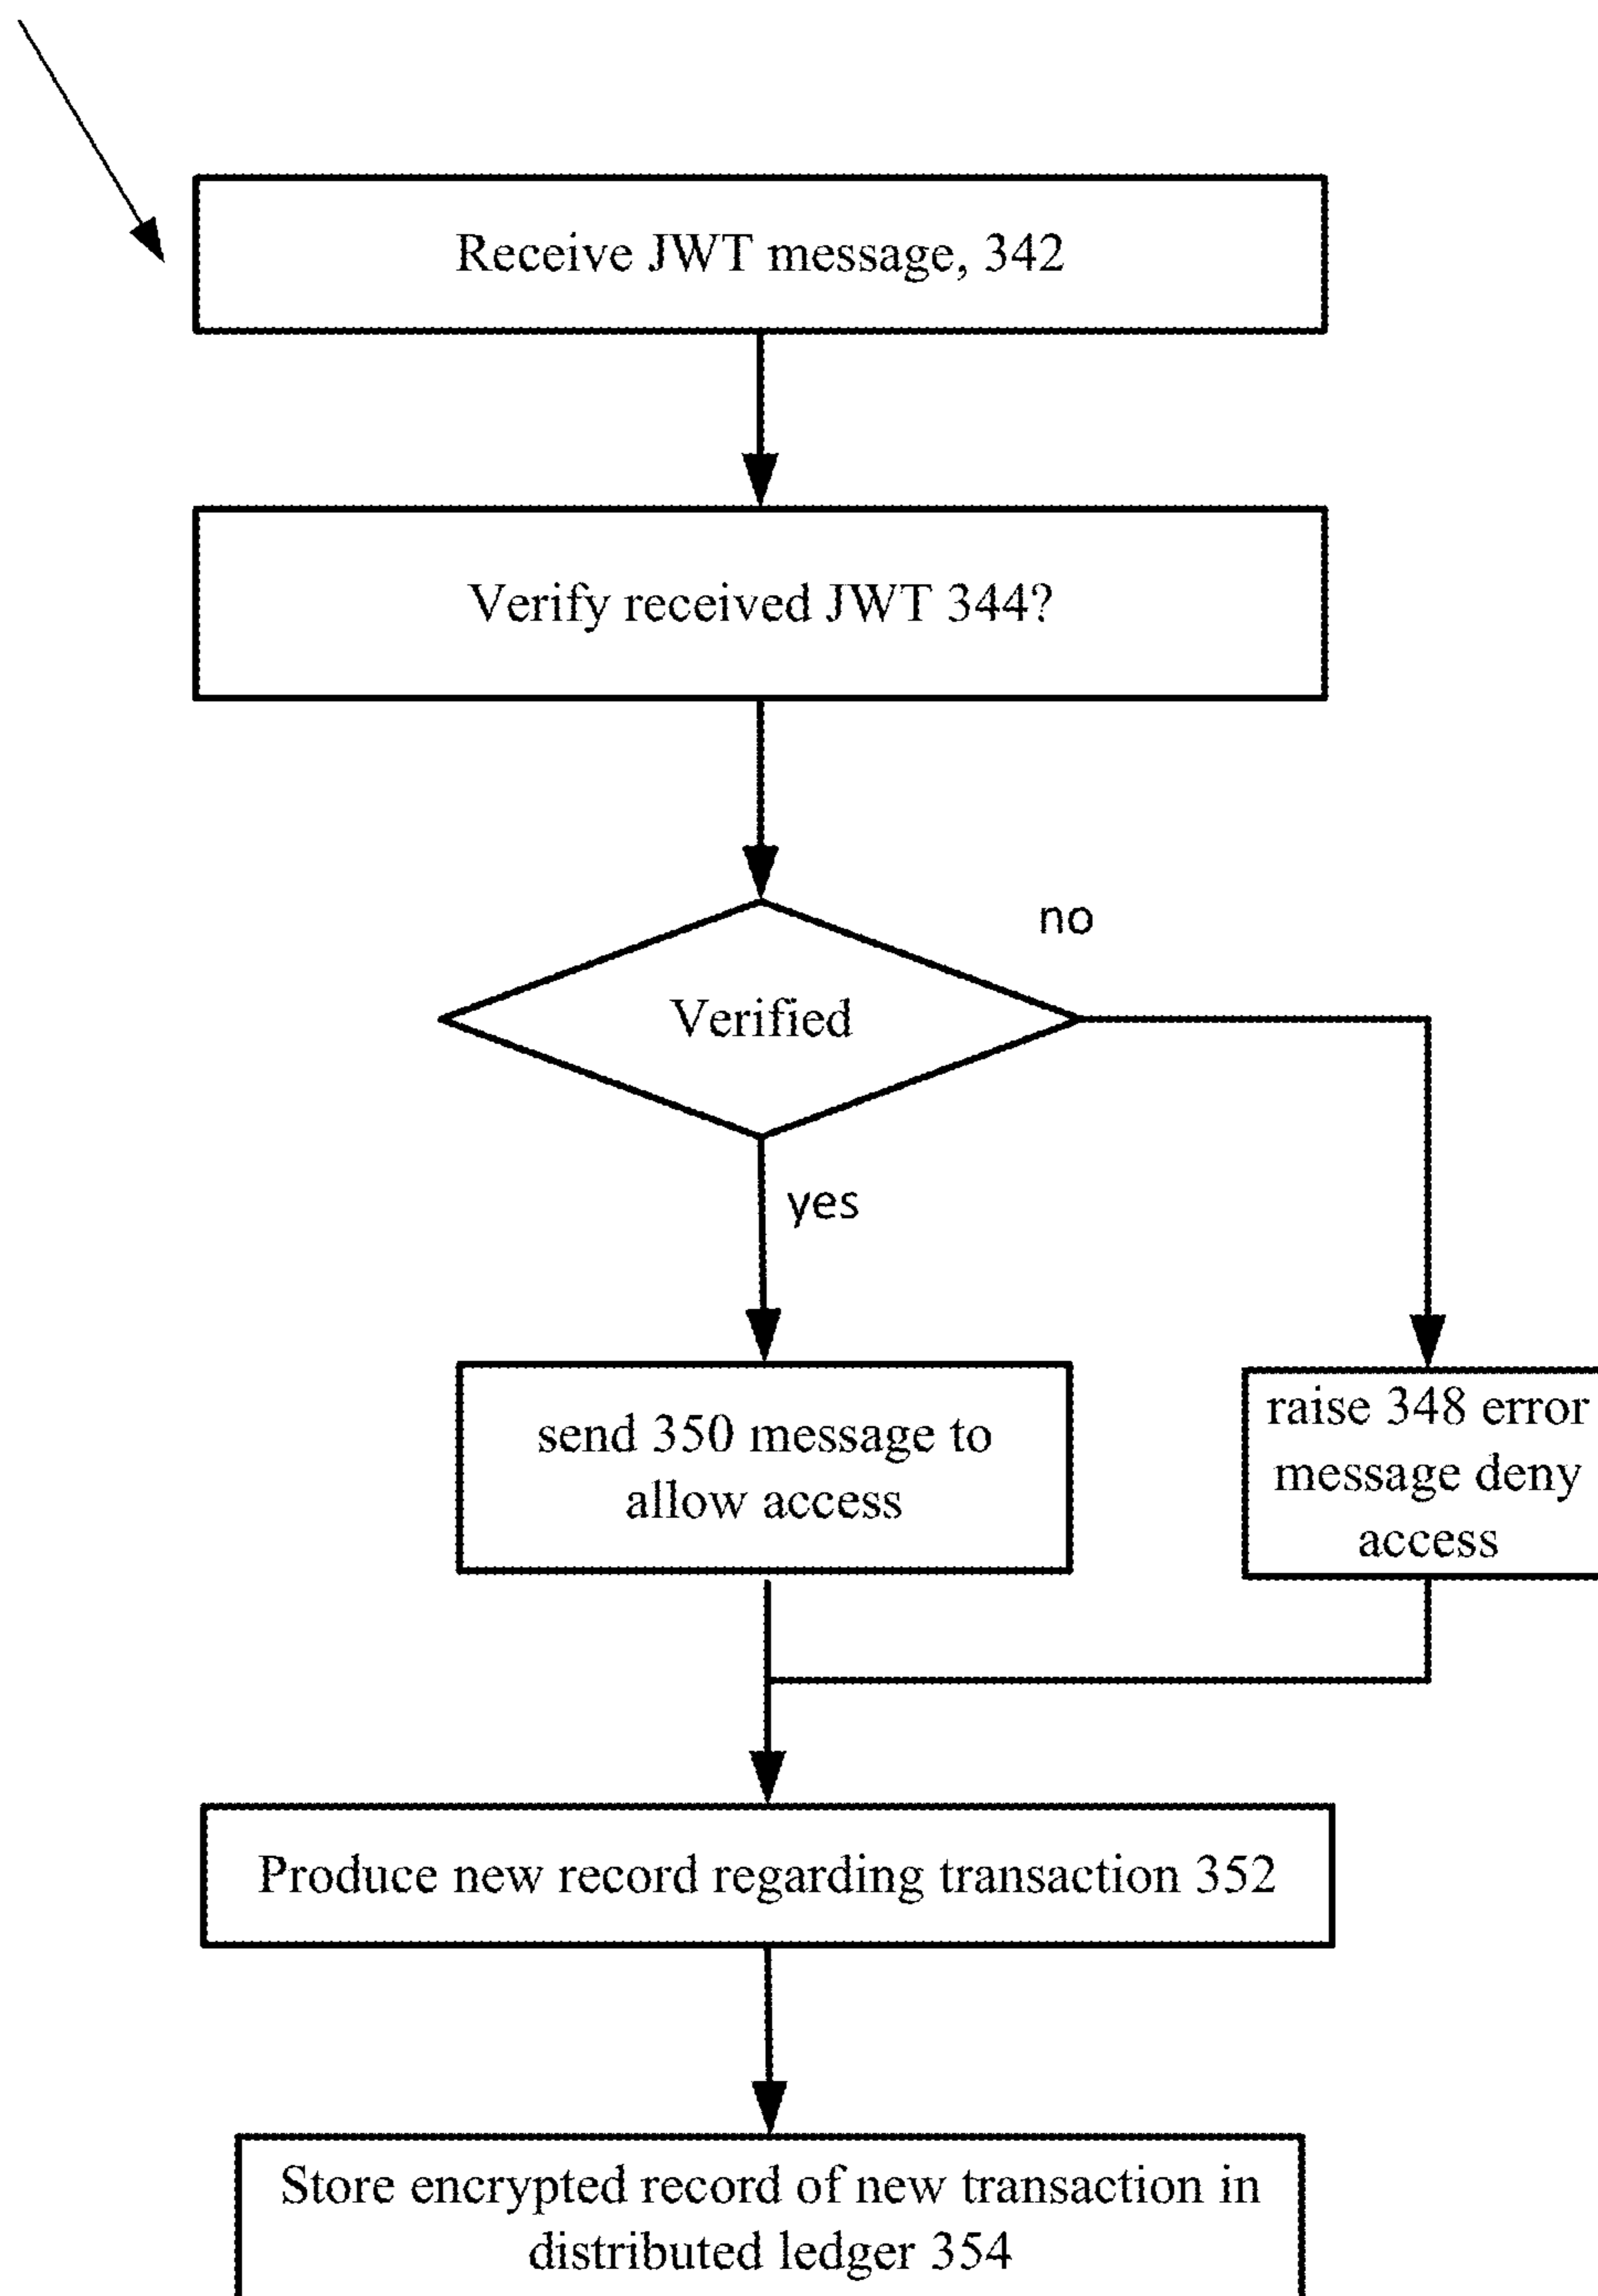 Receive JWT message, 342
Verify received JWT 344?
no
Verified
yes
send 350 message to
allow access
raise 348 error
message deny
access
Produce new record regarding transaction 352
Store encrypted record of new transaction in
distributed ledger 354